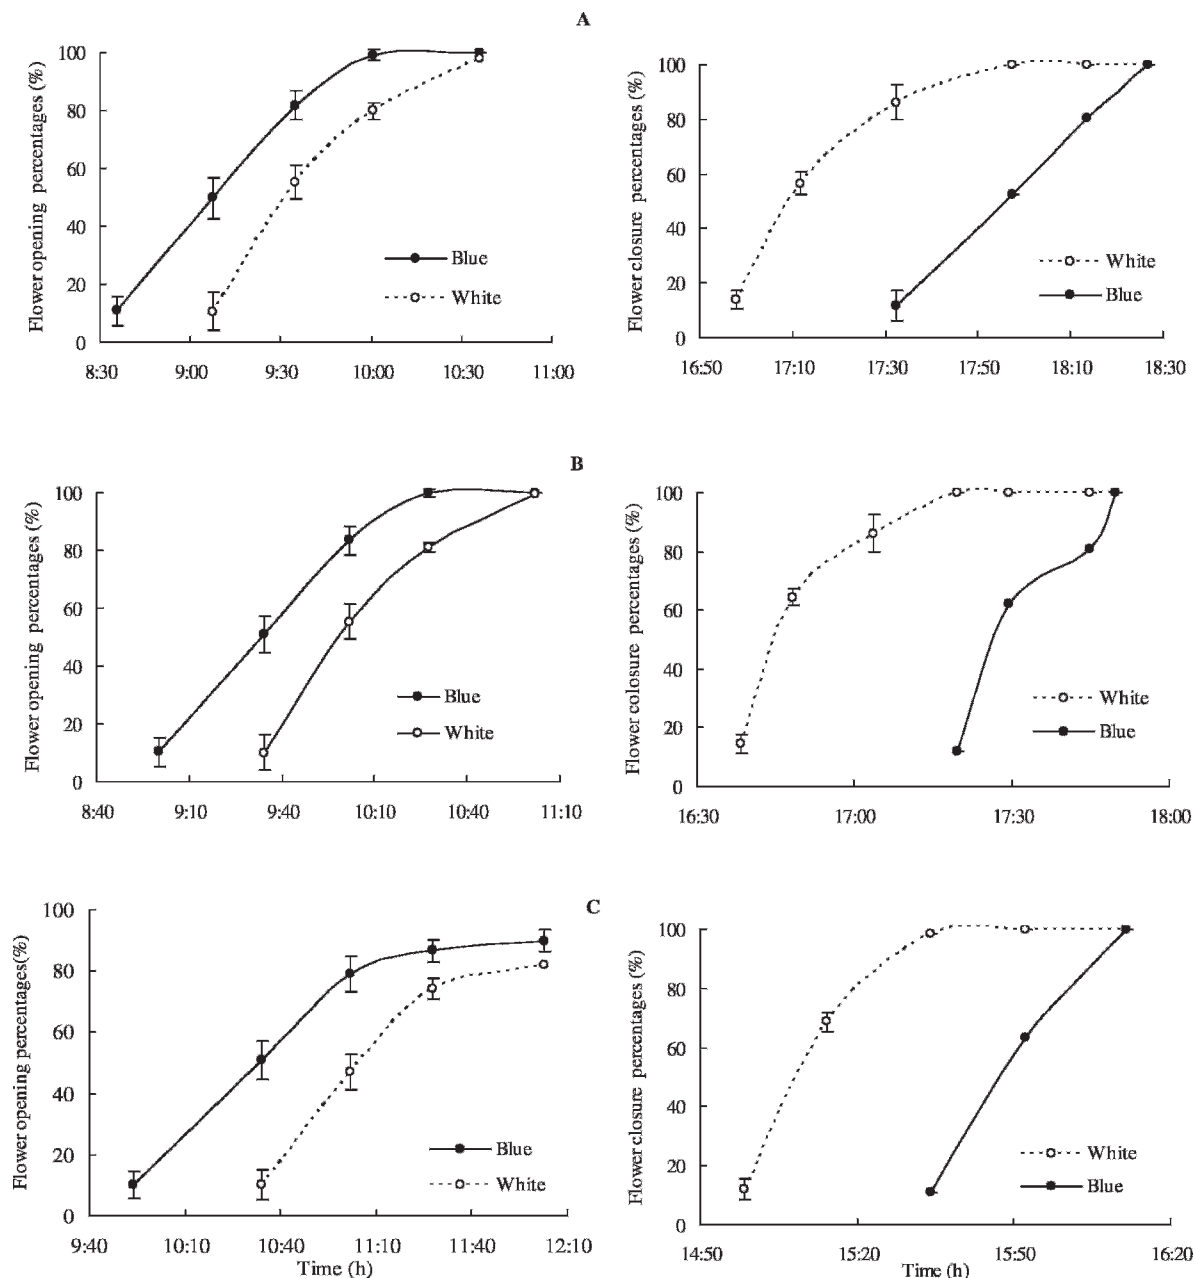 A
Flower opening percentages (%)
100
80
60
40
20
0
Blue
White
8:30 9:00 9:30 10:00 10:30 11:00
Flower closure percentages (%)
100
80
60
40
20
0
White
Blue
16:50 17:10 17:30 17:50 18:10 18:30
B
Flower opening percentages (%)
100
80
60
40
20
0
Blue
White
8:40 9:10 9:40 10:10 10:40 11:10
Flower colosure percentages (%)
100
80
60
40
20
0
White
Blue
16:30 17:00 17:30 18:00
C
Flower opening percentages(%)
100
80
60
40
20
0
Blue
White
9:40 10:10 10:40 11:10 11:40 12:10
Time (h)
Flower closure percentages (%)
100
80
60
40
20
0
White
Blue
14:50 15:20 15:50 16:20
Time (h)